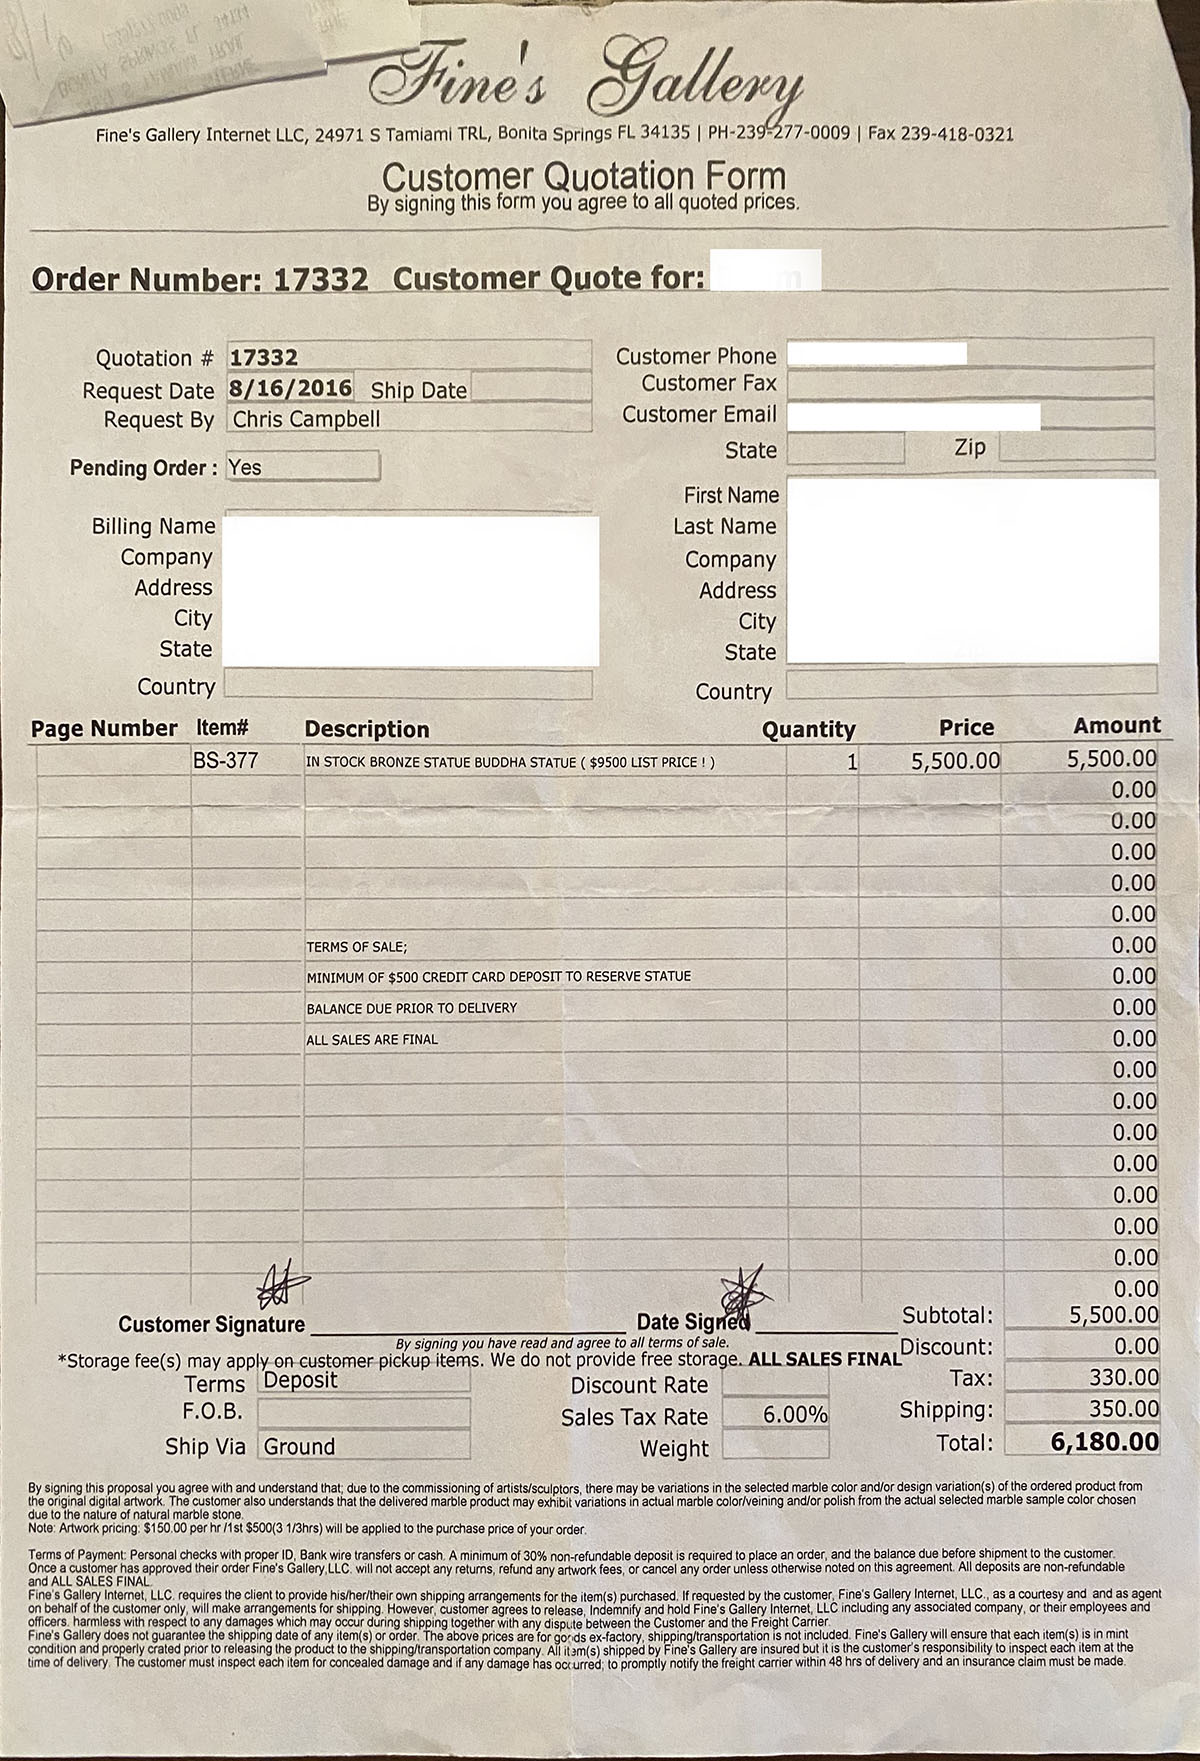 Fine's Gallery
Fine's Gallery Internet LLC, 24971 S Tamiami TRL, Bonita Springs FL 34135 | PH-239-277-0009 | Fax 239-418-0321
Customer Quotation Form
By signing this form you agree to all quoted prices.
Order Number: 17332 Customer Quote for:
Quotation # 17332
Request Date 8/16/2016 Ship Date
Request By Chris Campbell
Pending Order : Yes
Customer Phone
Customer Fax
Customer Email
State Zip
Billing Name
Company
Address
City
State
Country
First Name
Last Name
Company
Address
City
State
Country
Page Number Item# Description Quantity Price Amount
BS-377 IN STOCK BRONZE STATUE BUDDHA STATUE ( $9500 LIST PRICE ! ) 1 5,500.00 5,500.00
0.00
0.00
0.00
0.00
0.00
TERMS OF SALE; 0.00
MINIMUM OF $500 CREDIT CARD DEPOSIT TO RESERVE STATUE 0.00
BALANCE DUE PRIOR TO DELIVERY 0.00
ALL SALES ARE FINAL 0.00
0.00
0.00
0.00
0.00
0.00
0.00
0.00
0.00
Customer Signature Date Signed
By signing you have read and agree to all terms of sale.
*Storage fee(s) may apply on customer pickup items. We do not provide free storage. ALL SALES FINAL
Subtotal: 5,500.00
Discount: 0.00
Tax: 330.00
Shipping: 350.00
Total: 6,180.00
Terms Deposit
F.O.B.
Ship Via Ground
Discount Rate
Sales Tax Rate 6.00%
Weight
By signing this proposal you agree with and understand that; due to the commissioning of artists/sculptors, there may be variations in the selected marble color and/or design variation(s) of the ordered product from
the original digital artwork. The customer also understands that the delivered marble product may exhibit variations in actual marble color/veining and/or polish from the actual selected marble sample color chosen
due to the nature of natural marble stone.
Note: Artwork pricing: $150.00 per hr /1st $500(3 1/3hrs) will be applied to the purchase price of your order.
Terms of Payment: Personal checks with proper ID, Bank wire transfers or cash. A minimum of 30% non-refundable deposit is required to place an order, and the balance due before shipment to the customer.
Once a customer has approved their order Fine's Gallery,LLC. will not accept any returns, refund any artwork fees, or cancel any order unless otherwise noted on this agreement. All deposits are non-refundable
and ALL SALES FINAL.
Fine's Gallery Internet, LLC. requires the client to provide his/her/their own shipping arrangements for the item(s) purchased. If requested by the customer, Fine's Gallery Internet, LLC., as a courtesy and and as agent
on behalf of the customer only, will make arrangements for shipping. However, customer agrees to release, Indemnify and hold Fine's Gallery Internet, LLC including any associated company, or their employees and
officers. harmless with respect to any damages which may occur during shipping together with any dispute between the Customer and the Freight Carrier.
Fine's Gallery does not guarantee the shipping date of any item(s) or order. The above prices are for goods ex-factory, shipping/transportation is not included. Fine's Gallery will ensure that each item(s) is in mint
condition and properly crated prior to releasing the product to the shipping/transportation company. All item(s) shipped by Fine's Gallery are insured but it is the customer's responsibility to inspect each item at the
time of delivery. The customer must inspect each item for concealed damage and if any damage has occurred; to promptly notify the freight carrier within 48 hrs of delivery and an insurance claim must be made.